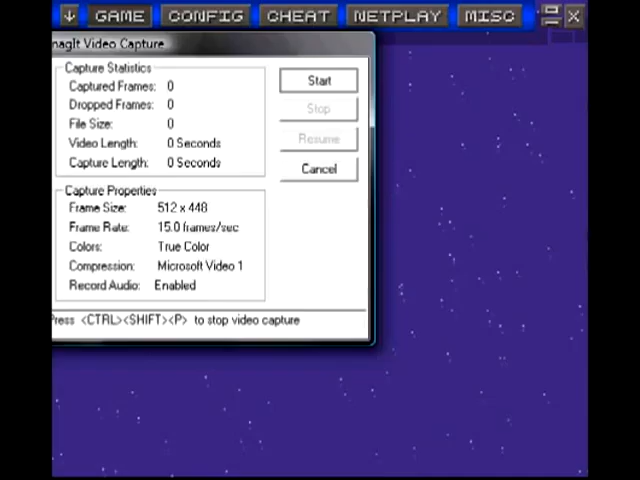 GAME CONFIG CHEAT NETPLAY MISC
nagIt Video Capture
Capture Statistics
Captured Frames: 0
Dropped Frames: 0
File Size: 0
Video Length: 0 Seconds
Capture Length: 0 Seconds
Start
Stop
Resume
Cancel
Capture Properties
Frame Size: 512 x 448
Frame Rate: 15.0 frames/sec
Colors: True Color
Compression: Microsoft Video 1
Record Audio: Enabled
Press <CTRL><SHIFT><P> to stop video capture